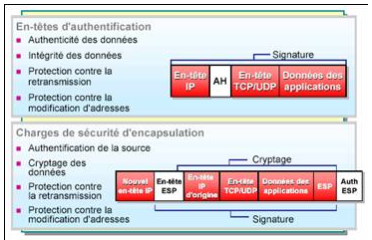 En-têtes d'authentification
Authenticité des données
Intégrité des données
Protection contre la
retransmission
Protection contre la
modification d'adresses
Signature
En-tête
IP
AH
En-tête
TCP/UDP
Données des
applications
Charges de sécurité d'encapsulation
Authentification de la source
Cryptage des
données
Protection contre
la retransmission
Protection contre la
modification d'adresses
Cryptage
Nouvel
en-tête IP
En-tête
ESP
En-tête
IP
d'origine
En-tête
TCP/UDP
Données des
applications
ESP
Auth
ESP
Signature